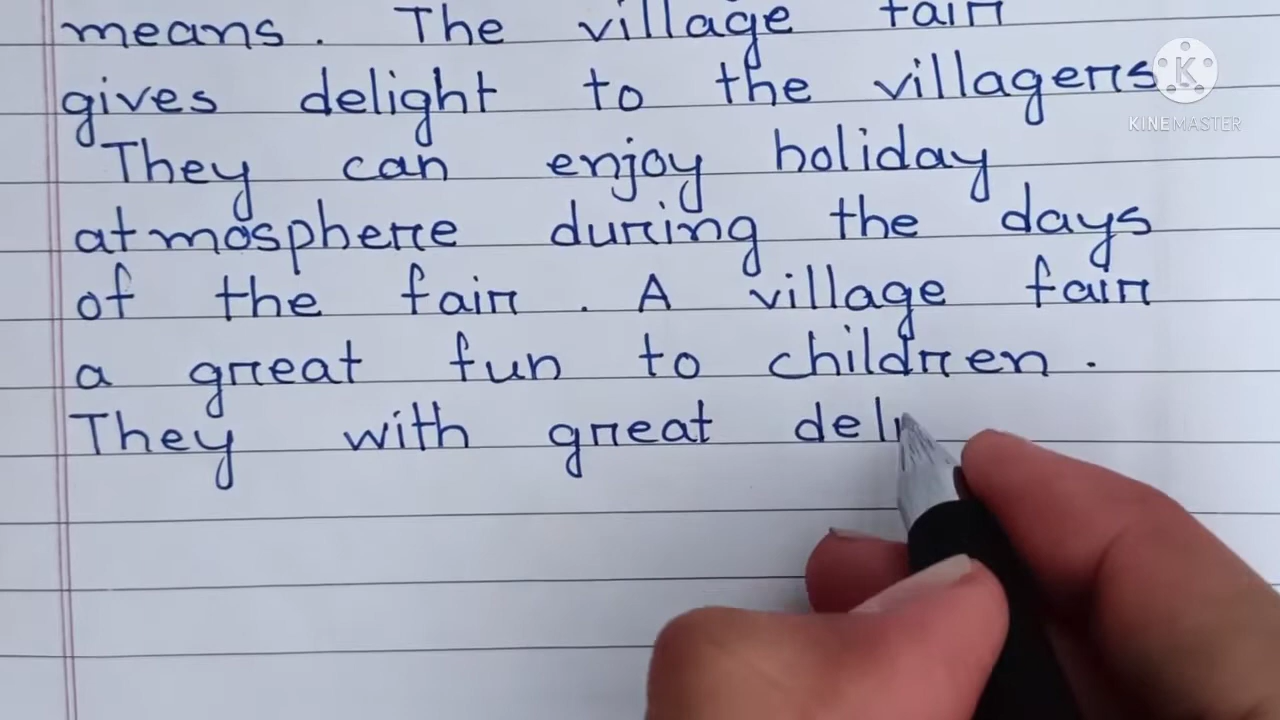 means. The village fair
gives delight to the villagers
They can enjoy holiday
atmosphere during the days
of the fair. A village fair
a great fun to children.
They with great del
K
KINEMASTER